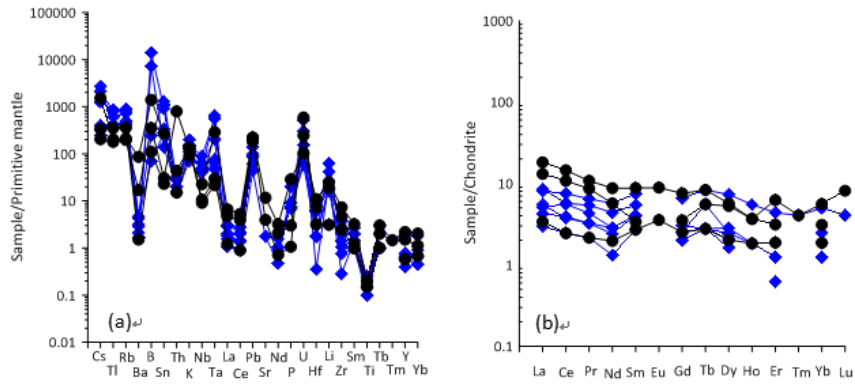 100000
10000
1000
100
10
1
0.1
0.01
Sample/Primitive mantle
(a)↵
Cs Rb B Th Nb La Pb Nd U Li Sm Tb Y
Tl Ba Sn K Ta Ce Sr P Hf Zr Ti Tm Yb
1000
100
10
1
0.1
Sample/Chondrite
(b)↵
La Ce Pr Nd Sm Eu Gd Tb Dy Ho Er Tm Yb Lu